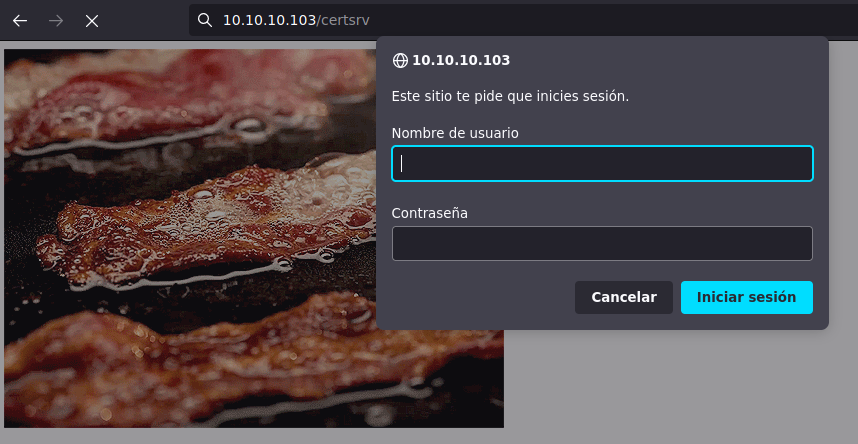 10.10.10.103/certsrv
10.10.10.103
Este sitio te pide que inicies sesión.
Nombre de usuario
Contraseña
Cancelar
Iniciar sesión